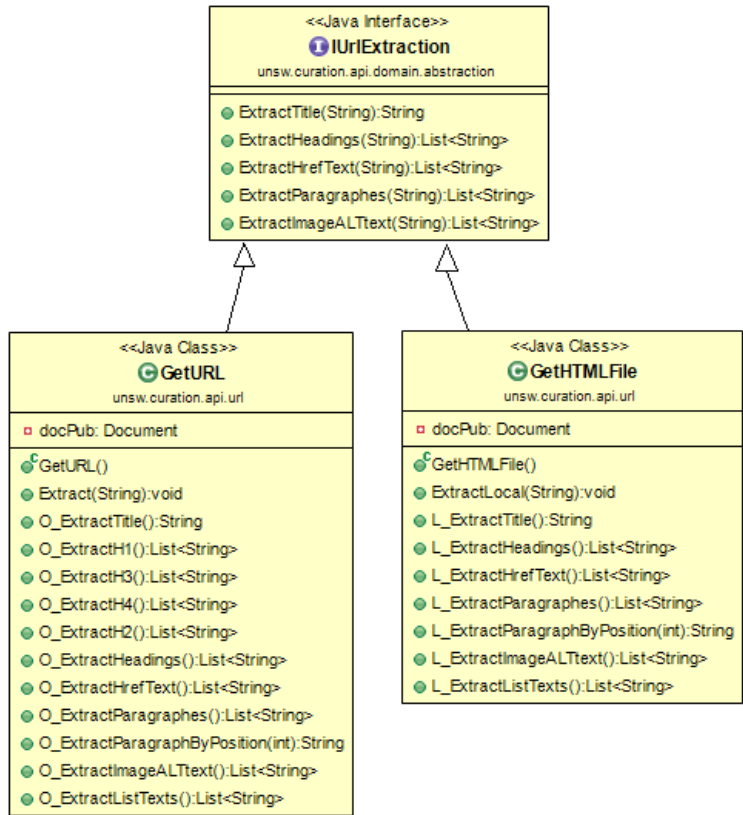 <<Java Interface>>
IUrlExtraction
unsw.curation.api.domain.abstraction
ExtractTitle(String):String
ExtractHeadings(String):List<String>
ExtractHrefText(String):List<String>
ExtractParagraphes(String):List<String>
ExtractImageALTtext(String):List<String>
<<Java Class>>
GetURL
unsw.curation.api.url
docPub: Document
GetURL()
Extract(String):void
O_ExtractTitle():String
O_ExtractH1():List<String>
O_ExtractH3():List<String>
O_ExtractH4():List<String>
O_ExtractH2():List<String>
O_ExtractHeadings():List<String>
O_ExtractHrefText():List<String>
O_ExtractParagraphes():List<String>
O_ExtractParagraphByPosition(int):String
O_ExtractImageALTtext():List<String>
O_ExtractListTexts():List<String>
<<Java Class>>
GetHTMLFile
unsw.curation.api.url
docPub: Document
GetHTMLFile()
ExtractLocal(String):void
L_ExtractTitle():String
L_ExtractHeadings():List<String>
L_ExtractHrefText():List<String>
L_ExtractParagraphes():List<String>
L_ExtractParagraphByPosition(int):String
L_ExtractImageALTtext():List<String>
L_ExtractListTexts():List<String>